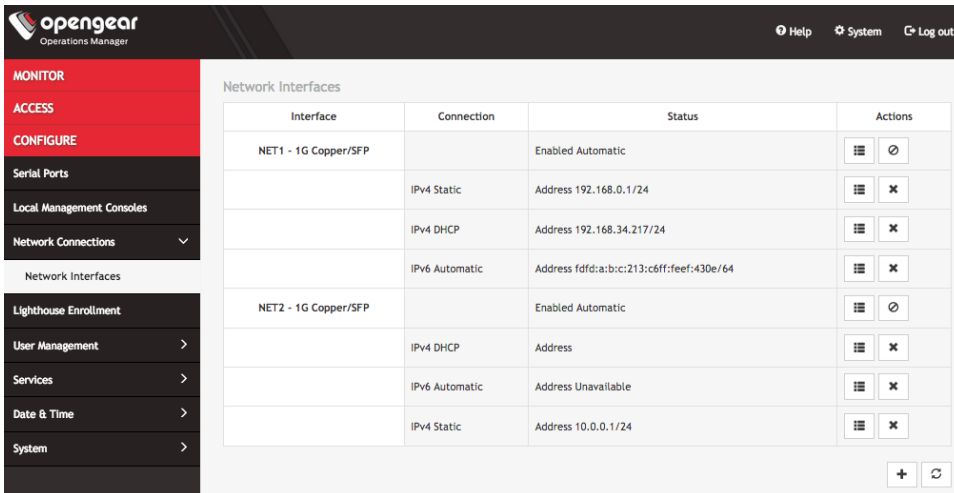 opengear
Operations Manager
Help System Log out
MONITOR
ACCESS
CONFIGURE
Serial Ports
Local Management Consoles
Network Connections
Network Interfaces
Lighthouse Enrollment
User Management
Services
Date & Time
System
Network Interfaces
Interface Connection Status Actions
NET1 - 1G Copper/SFP Enabled Automatic
IPv4 Static Address 192.168.0.1/24
IPv4 DHCP Address 192.168.34.217/24
IPv6 Automatic Address fdfd:a:b:c:213:c6ff:feef:430e/64
NET2 - 1G Copper/SFP Enabled Automatic
IPv4 DHCP Address
IPv6 Automatic Address Unavailable
IPv4 Static Address 10.0.0.1/24